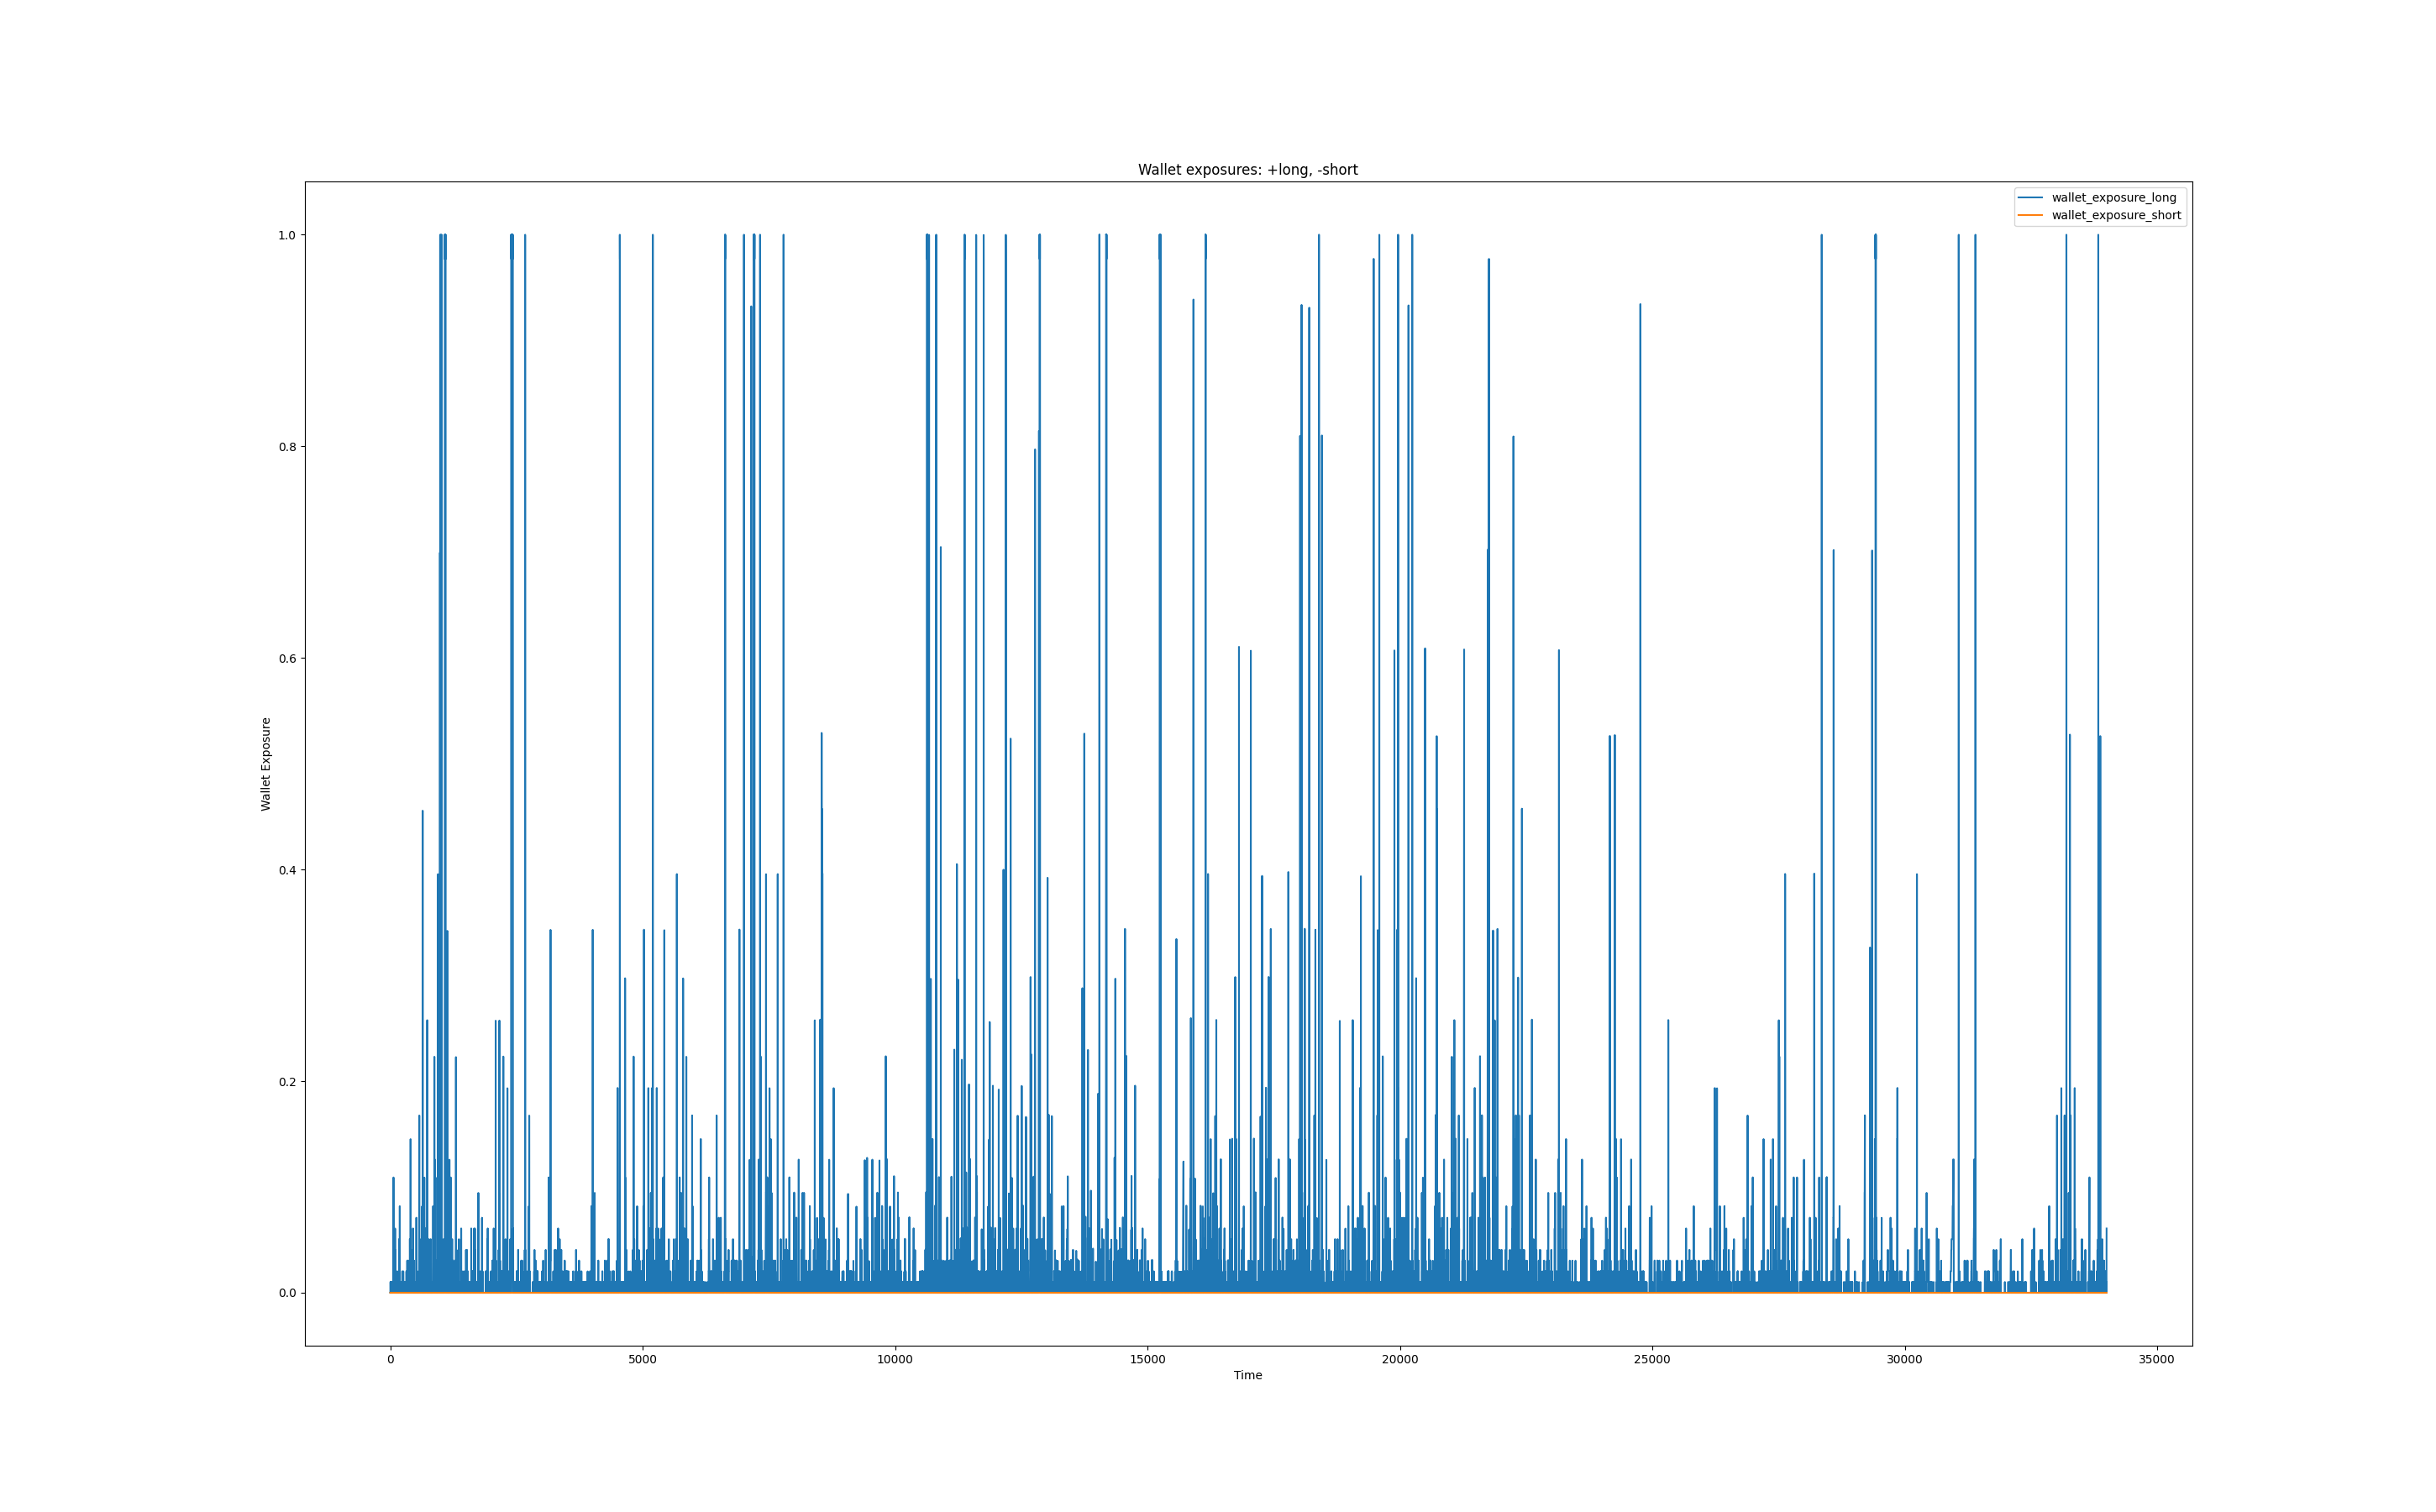 Wallet exposures: +long, -short
wallet_exposure_long
wallet_exposure_short
1.0
0.8
0.6
0.4
0.2
0.0
Wallet Exposure
0 5000 10000 15000 20000 25000 30000 35000
Time